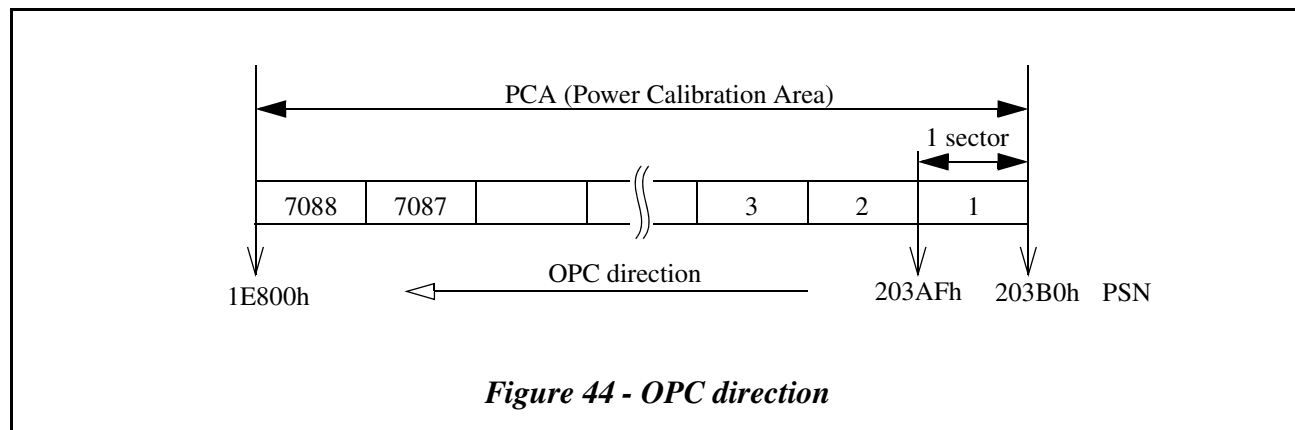 PCA (Power Calibration Area)
1 sector
7088 7087 3 2 1
OPC direction
1E800h 203AFh 203B0h PSN
Figure 44 - OPC direction